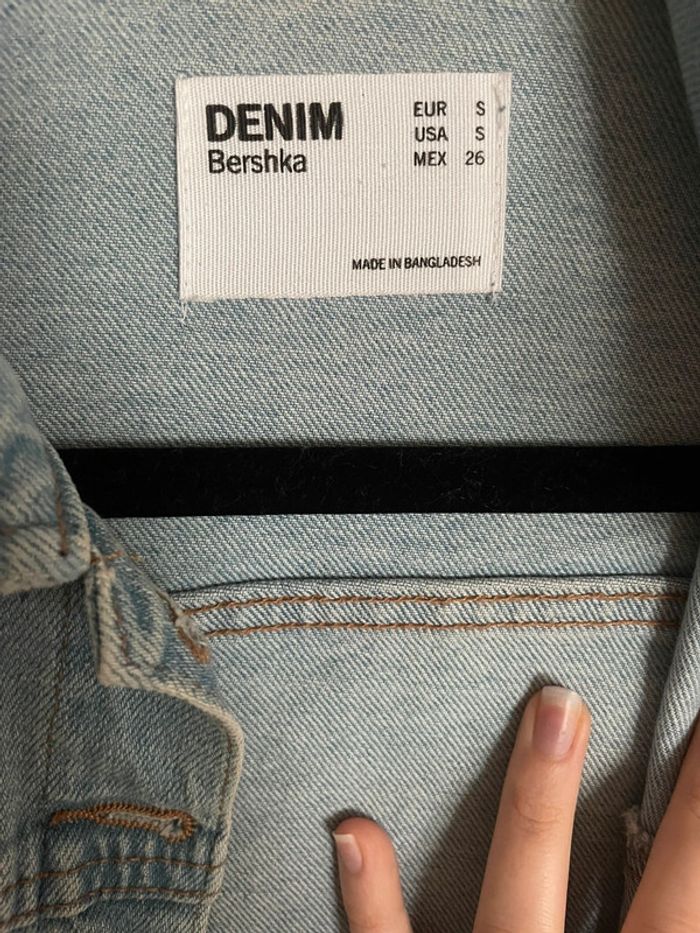 DENIM
Bershka
EUR S
USA S
MEX 26
MADE IN BANGLADESH